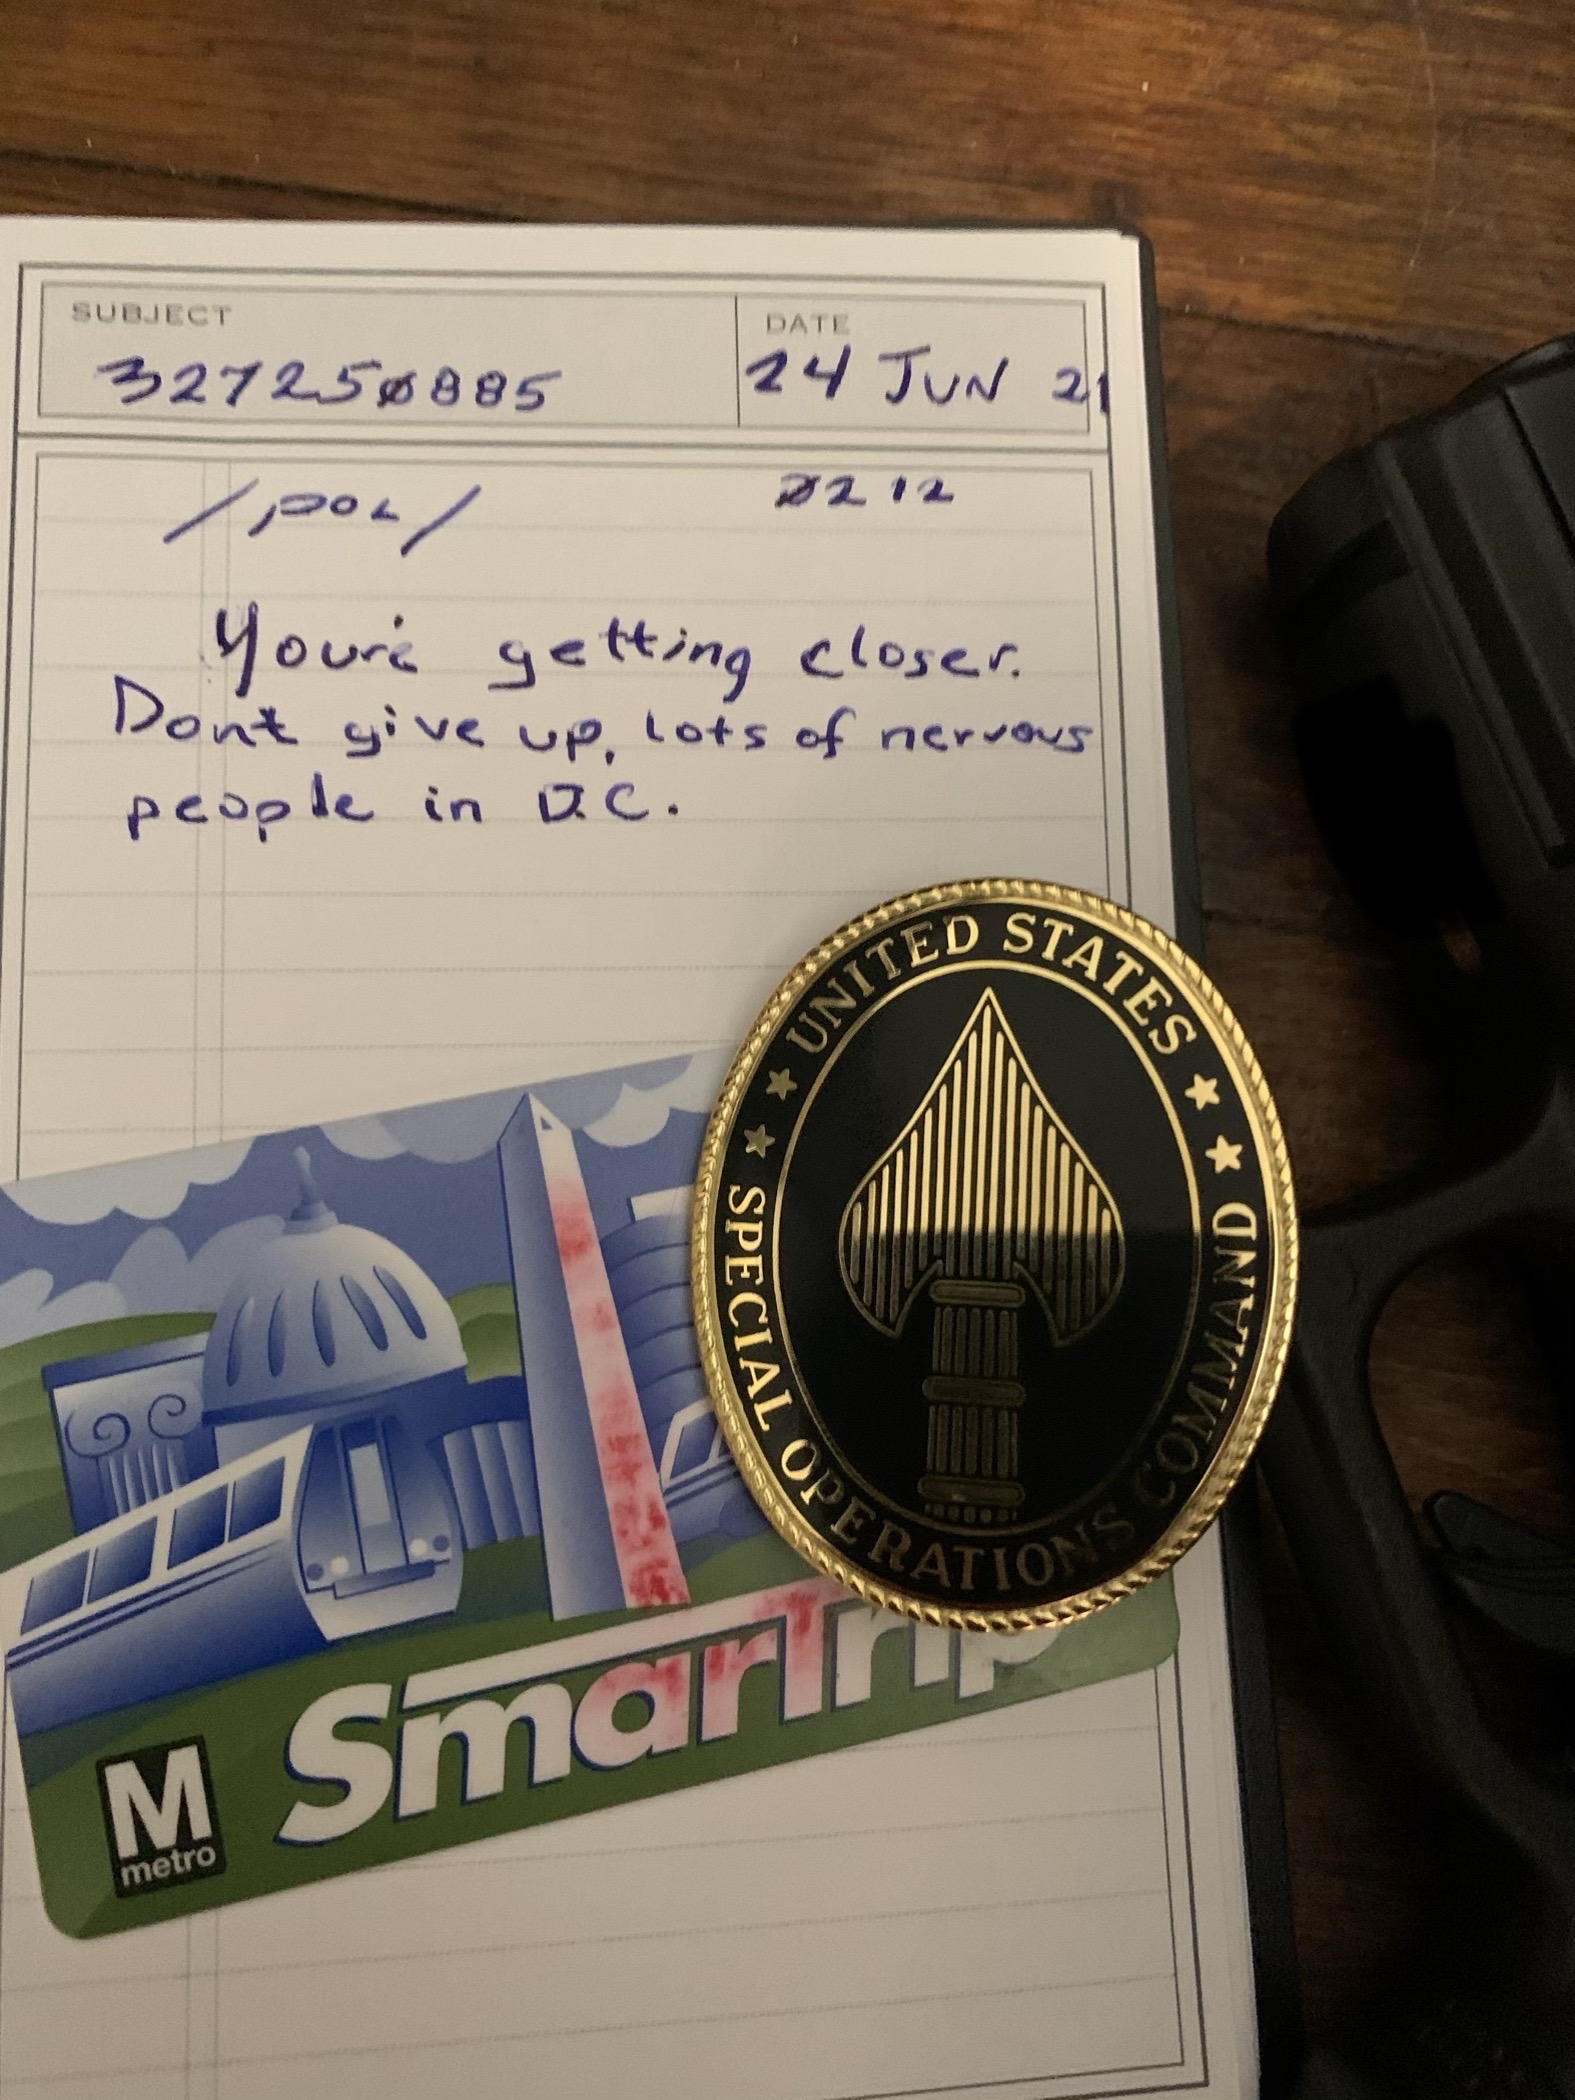 SUBJECT
DATE
327250885
24 JUN 21
/POL/
0212
You're getting closer.
Dont give up, lots of nervous
people in D.C.
UNITED STATES
SPECIAL OPERATIONS COMMAND
SmarTrip
M
metro